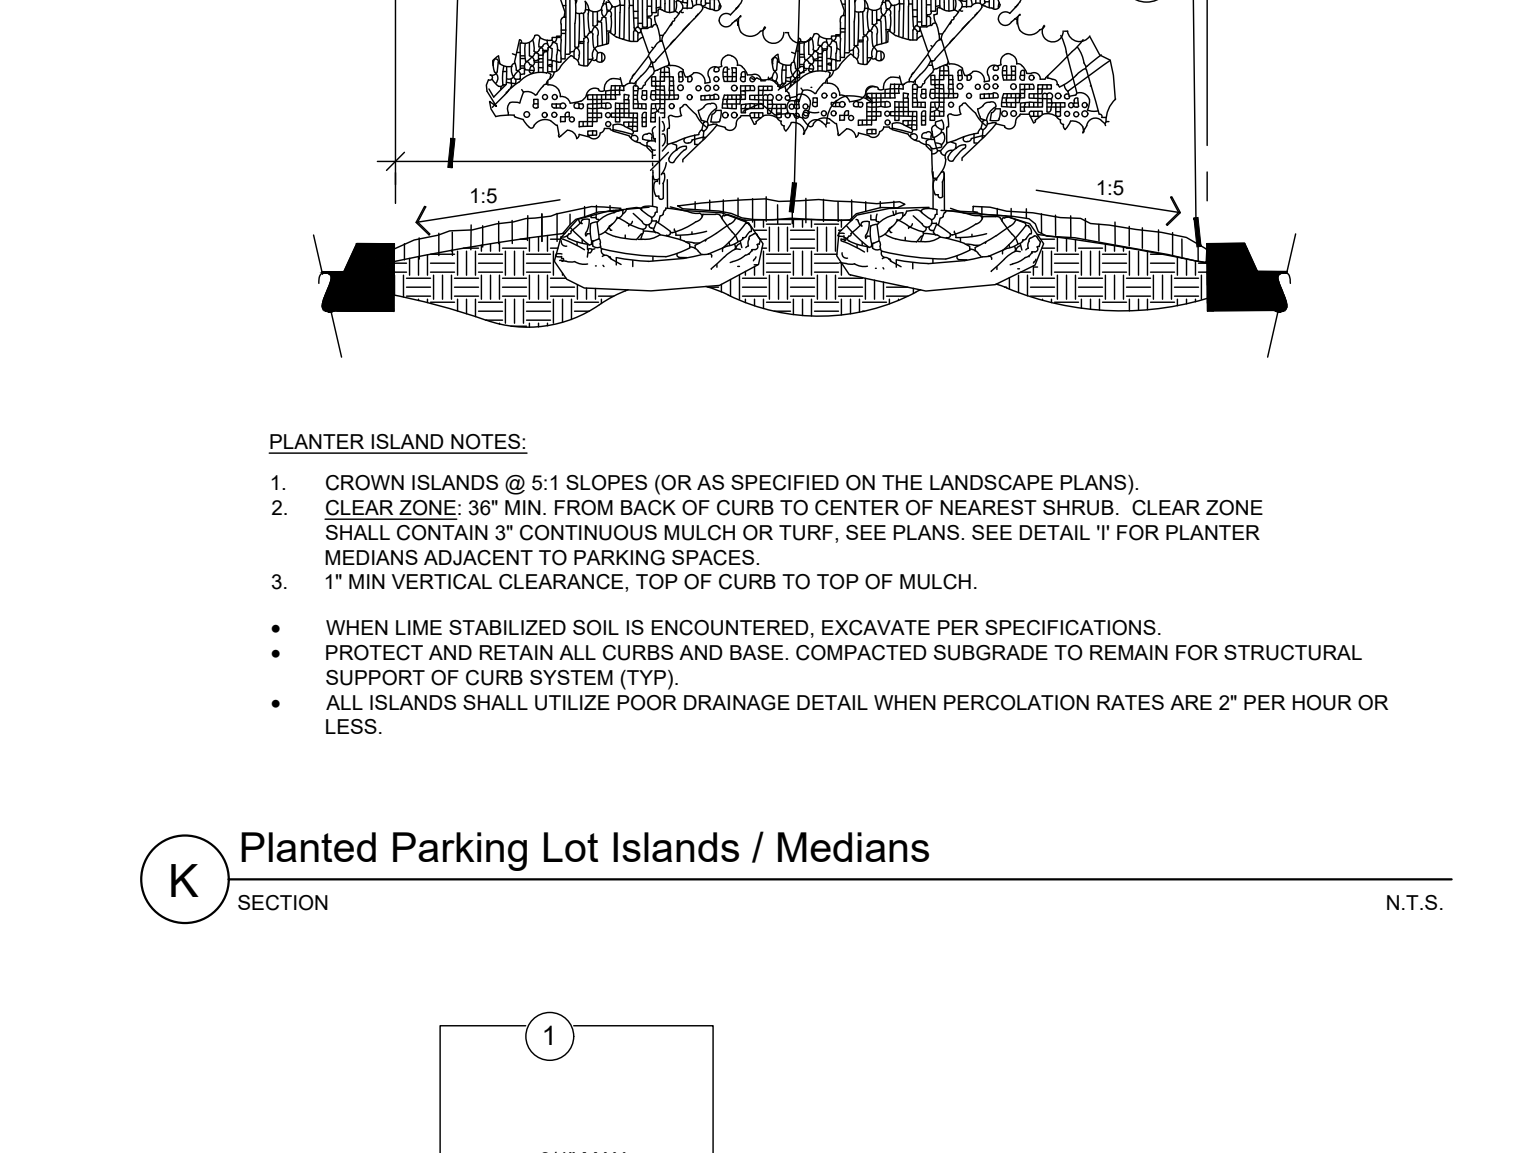 1:5
1:5
PLANTER ISLAND NOTES:
1. CROWN ISLANDS @ 5:1 SLOPES (OR AS SPECIFIED ON THE LANDSCAPE PLANS).
2. CLEAR ZONE: 36" MIN. FROM BACK OF CURB TO CENTER OF NEAREST SHRUB. CLEAR ZONE
SHALL CONTAIN 3" CONTINUOUS MULCH OR TURF, SEE PLANS. SEE DETAIL 'I' FOR PLANTER
MEDIANS ADJACENT TO PARKING SPACES.
3. 1" MIN VERTICAL CLEARANCE, TOP OF CURB TO TOP OF MULCH.
• WHEN LIME STABILIZED SOIL IS ENCOUNTERED, EXCAVATE PER SPECIFICATIONS.
• PROTECT AND RETAIN ALL CURBS AND BASE. COMPACTED SUBGRADE TO REMAIN FOR STRUCTURAL
SUPPORT OF CURB SYSTEM (TYP).
• ALL ISLANDS SHALL UTILIZE POOR DRAINAGE DETAIL WHEN PERCOLATION RATES ARE 2" PER HOUR OR
LESS.
K Planted Parking Lot Islands / Medians
SECTION N.T.S.
1